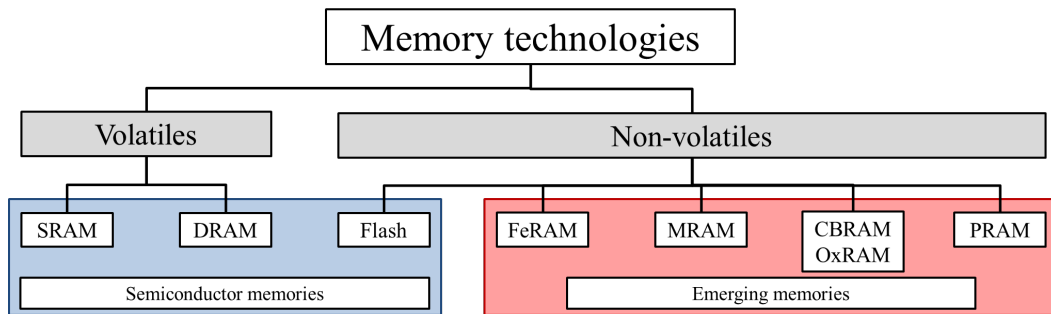 Memory technologies
Volatiles
Non-volatiles
SRAM
DRAM
Flash
FeRAM
MRAM
CBRAM
OxRAM
PRAM
Semiconductor memories
Emerging memories